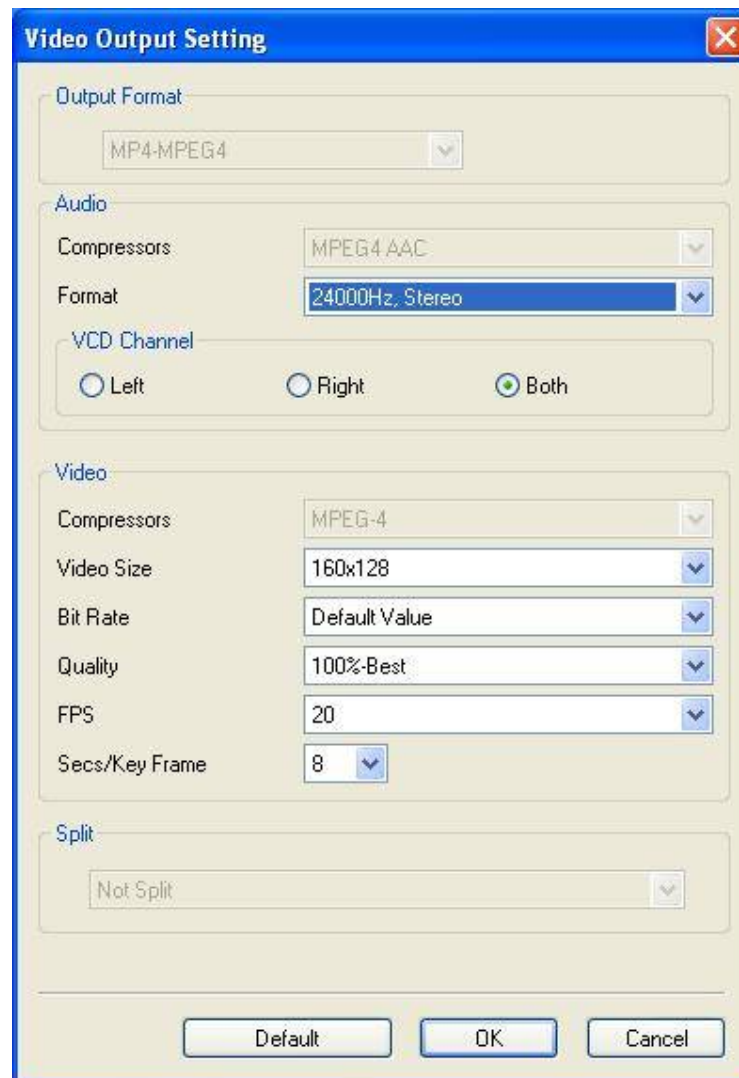 Video Output Setting
Output Format
MP4-MPEG4
Audio
Compressors MPEG4 AAC
Format 24000Hz, Stereo
VCD Channel
Left Right Both
Video
Compressors MPEG-4
Video Size 160x128
Bit Rate Default Value
Quality 100%-Best
FPS 20
Secs/Key Frame 8
Split
Not Split
Default OK Cancel